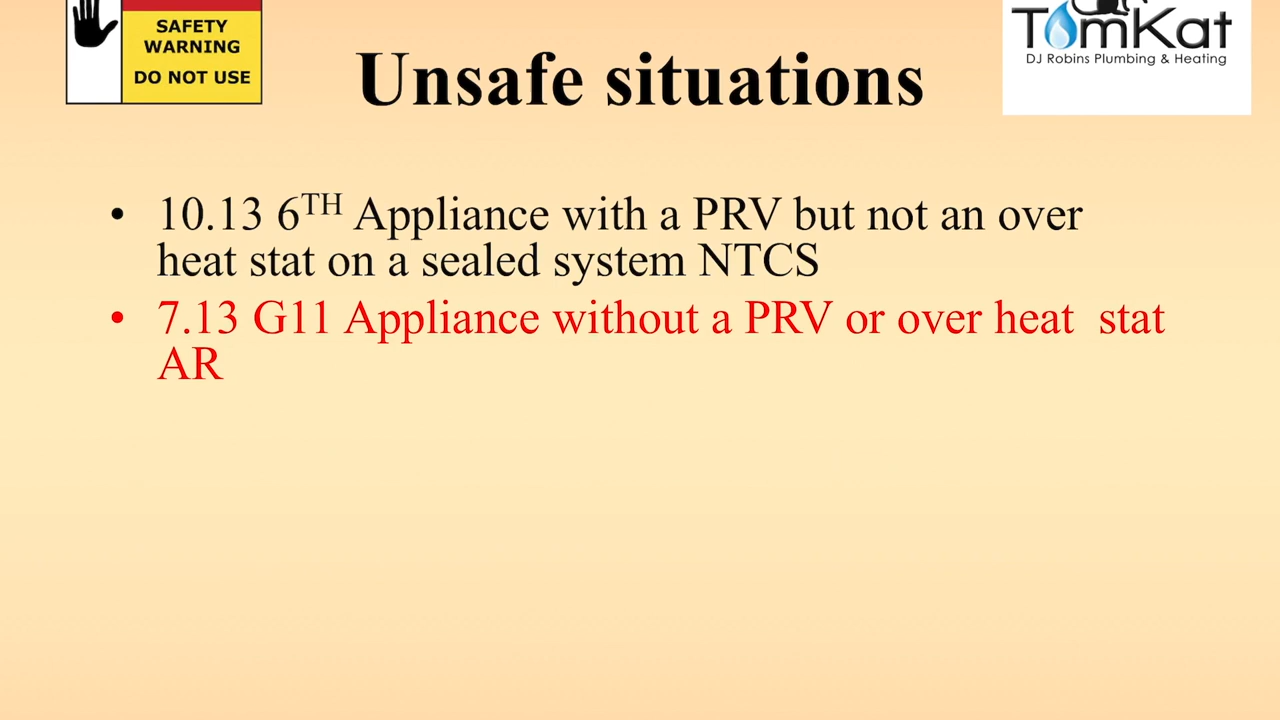 SAFETY
WARNING
DO NOT USE
TomKat
DJ Robins Plumbing & Heating
Unsafe situations
• 10.13 6TH Appliance with a PRV but not an over
heat stat on a sealed system NTCS
• 7.13 G11 Appliance without a PRV or over heat stat
AR